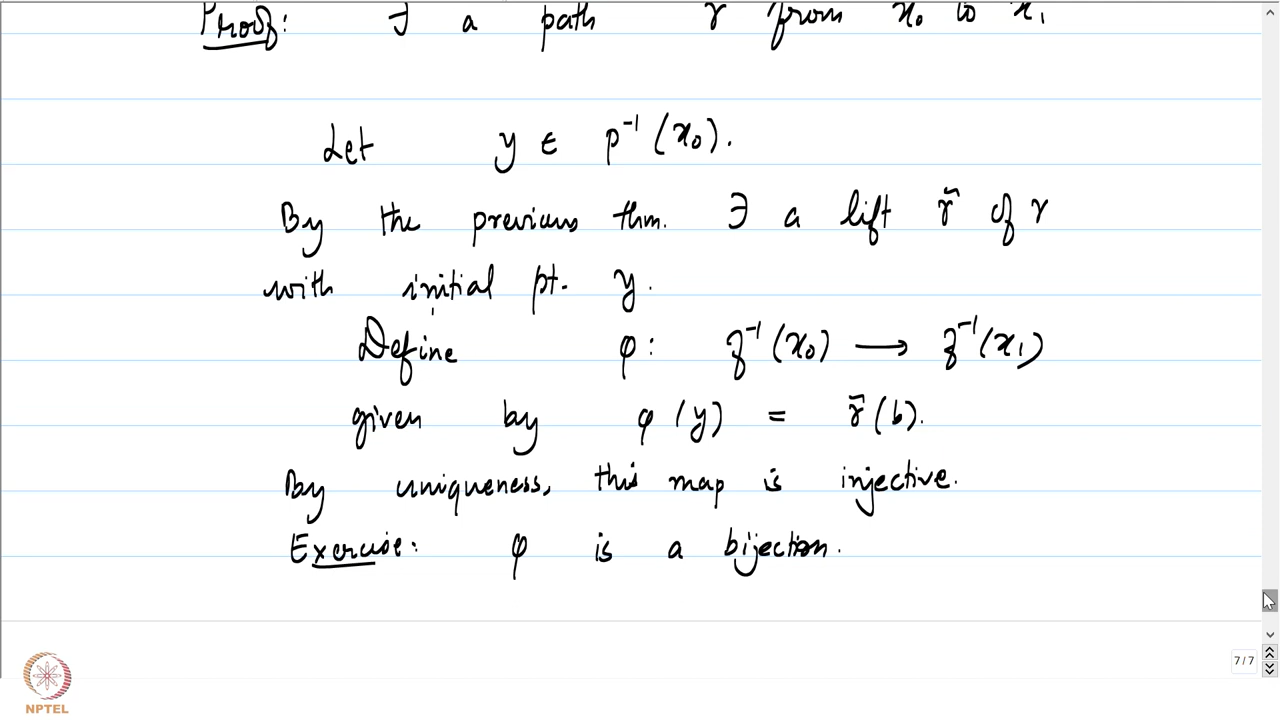 Proof: ∃ a path γ from x₀ to x₁
Let y ∈ p⁻¹(x₀).
By the previous thm. ∃ a lift γ̃ of γ
with initial pt. y.
Define φ: q⁻¹(x₀) ⟶ q⁻¹(x₁)
given by φ(y) = γ̃(b).
By uniqueness, this map is injective.
Exercise: φ is a bijection.
7/7
NPTEL